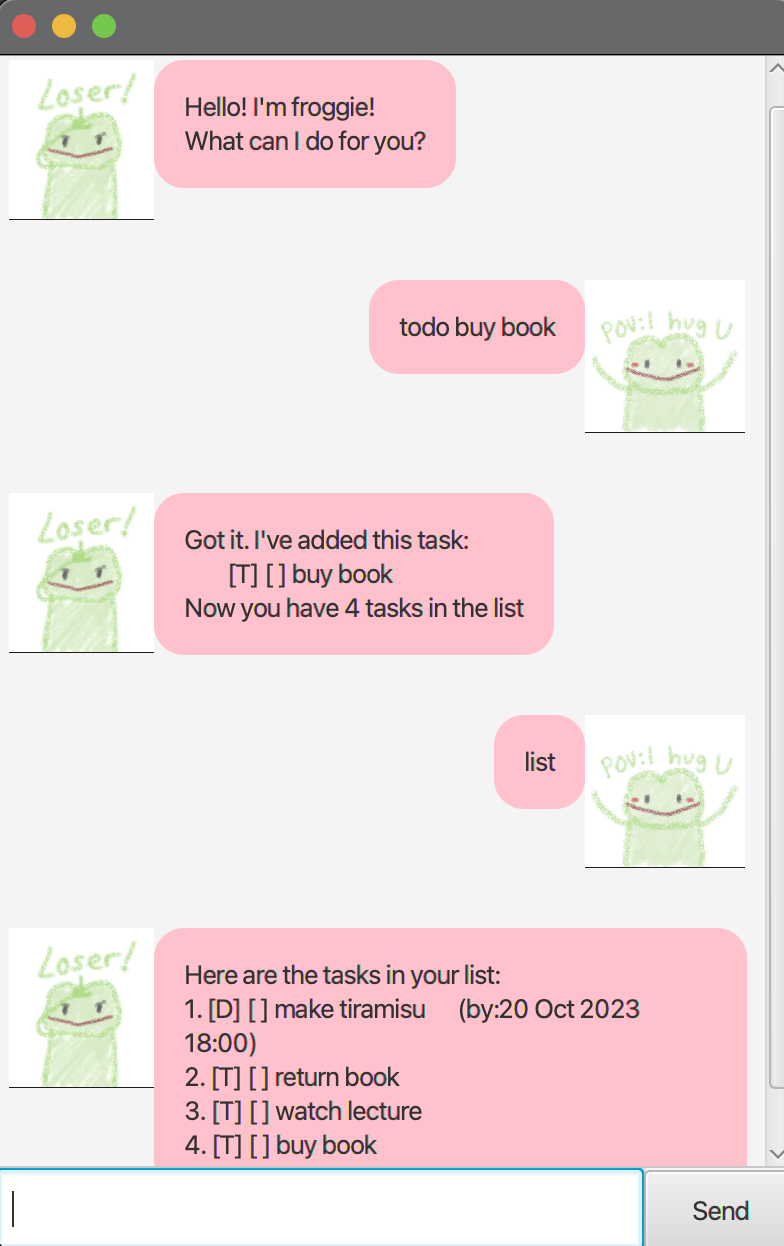 Loser!
Hello! I'm froggie!
What can I do for you?
todo buy book
POV:I hug U
Loser!
Got it. I've added this task:
[T] [ ] buy book
Now you have 4 tasks in the list
list
POV:I hug U
Loser!
Here are the tasks in your list:
1. [D] [ ] make tiramisu (by:20 Oct 2023
18:00)
2. [T] [ ] return book
3. [T] [ ] watch lecture
4. [T] [ ] buy book
Send